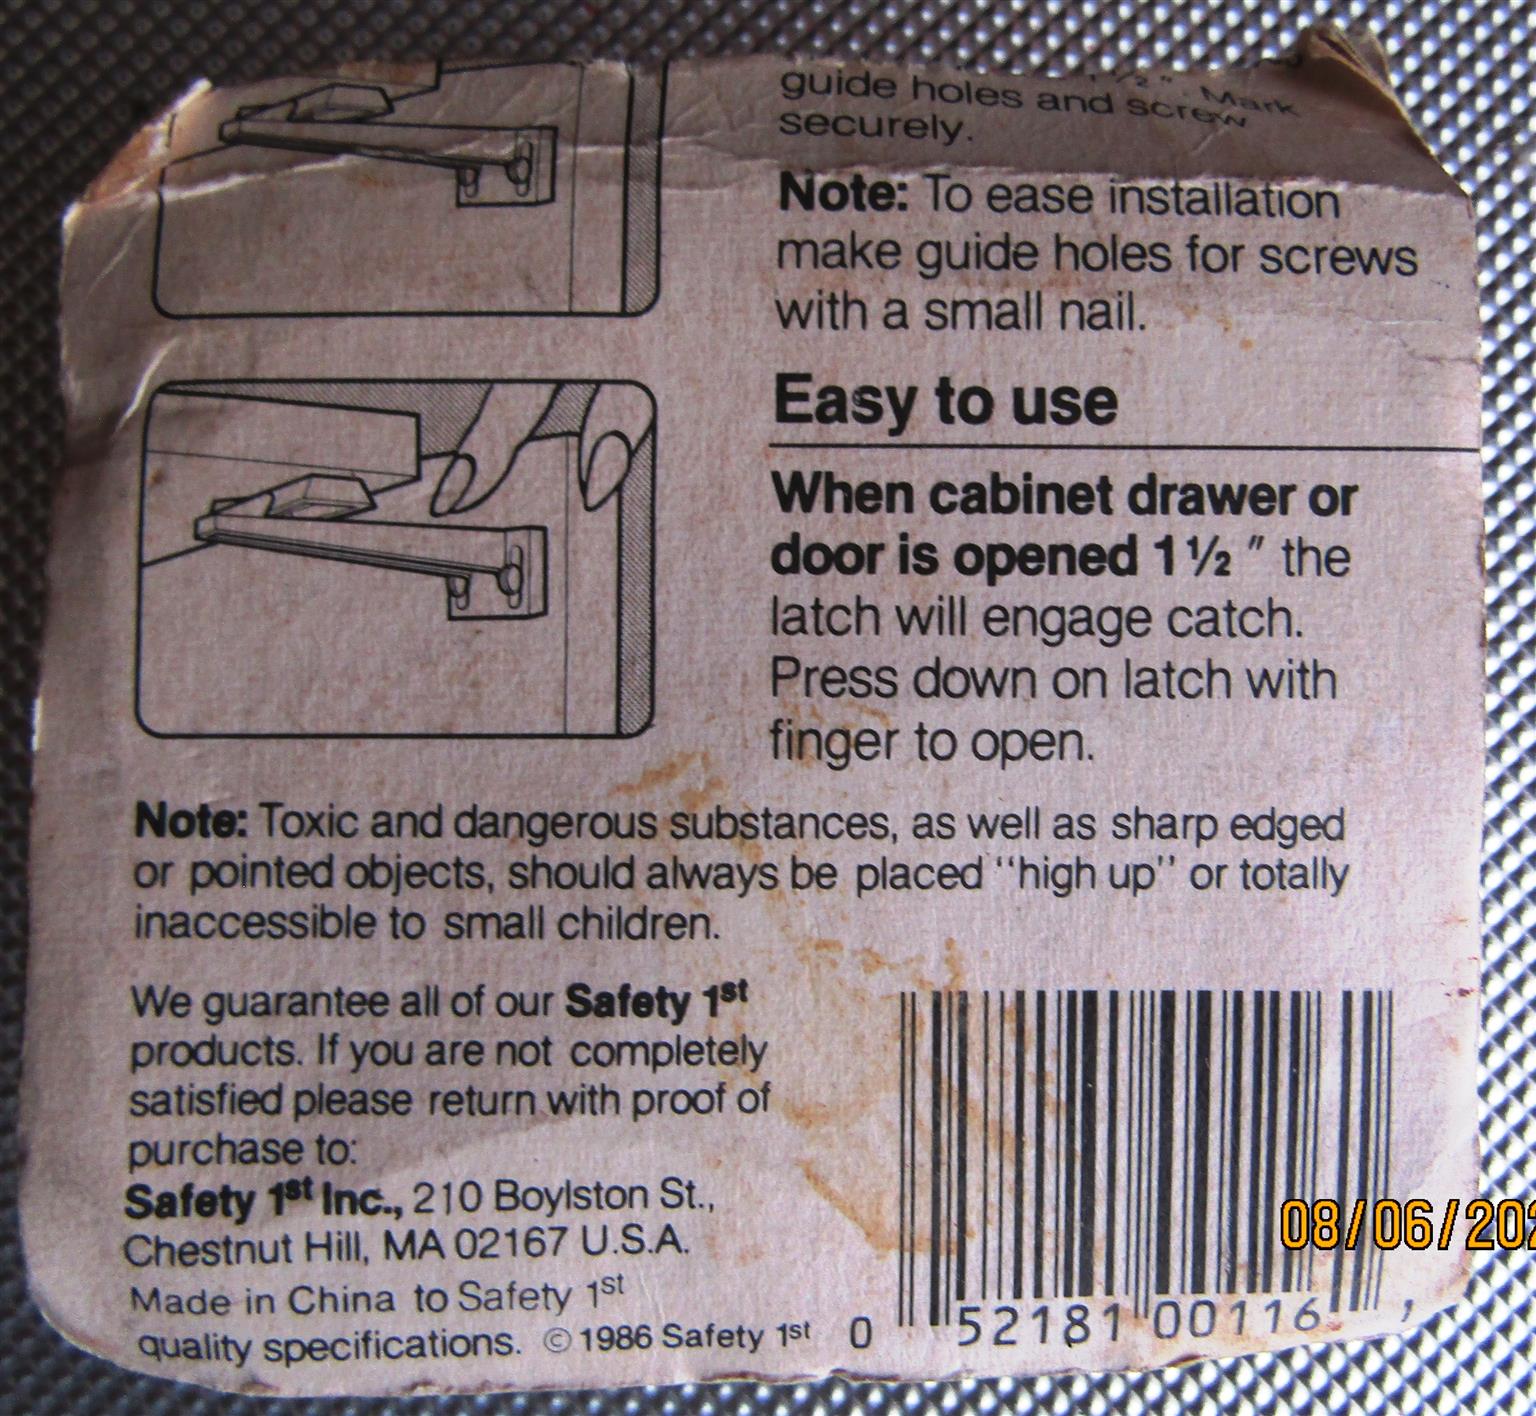 1½". Mark
guide holes and screw
securely.
Note: To ease installation
make guide holes for screws
with a small nail.
Easy to use
When cabinet drawer or
door is opened 1½" the
latch will engage catch.
Press down on latch with
finger to open.
Note: Toxic and dangerous substances, as well as sharp edged
or pointed objects, should always be placed "high up" or totally
inaccessible to small children.
We guarantee all of our Safety 1st
products. If you are not completely
satisfied please return with proof of
purchase to:
Safety 1st Inc., 210 Boylston St.,
Chestnut Hill, MA 02167 U.S.A.
Made in China to Safety 1st
quality specifications. © 1986 Safety 1st
0 52181 00116
08/06/202